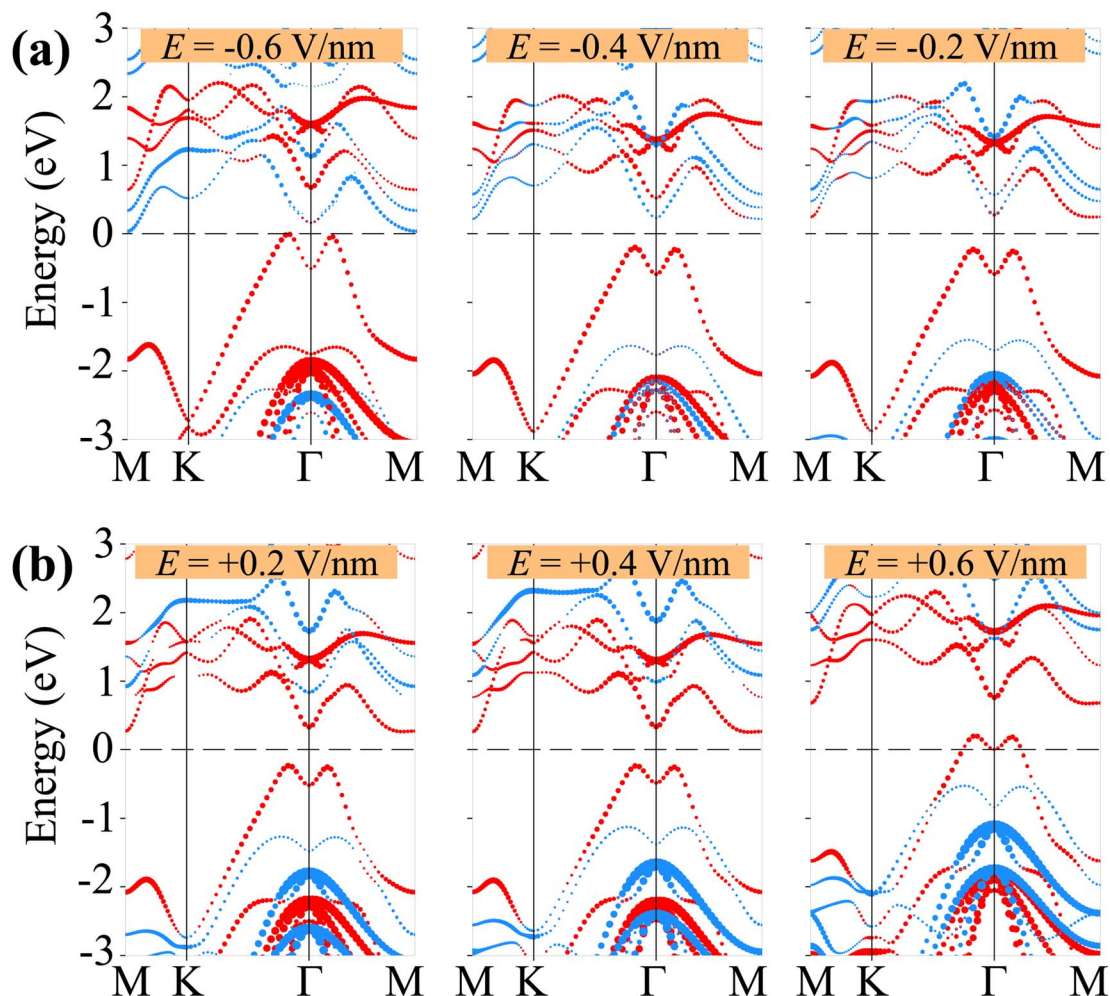 (a)
E = -0.6 V/nm
E = -0.4 V/nm
E = -0.2 V/nm
Energy (eV)
3
2
1
0
-1
-2
-3
M K Γ M
M K Γ M
M K Γ M
(b)
E = +0.2 V/nm
E = +0.4 V/nm
E = +0.6 V/nm
Energy (eV)
3
2
1
0
-1
-2
-3
M K Γ M
M K Γ M
M K Γ M